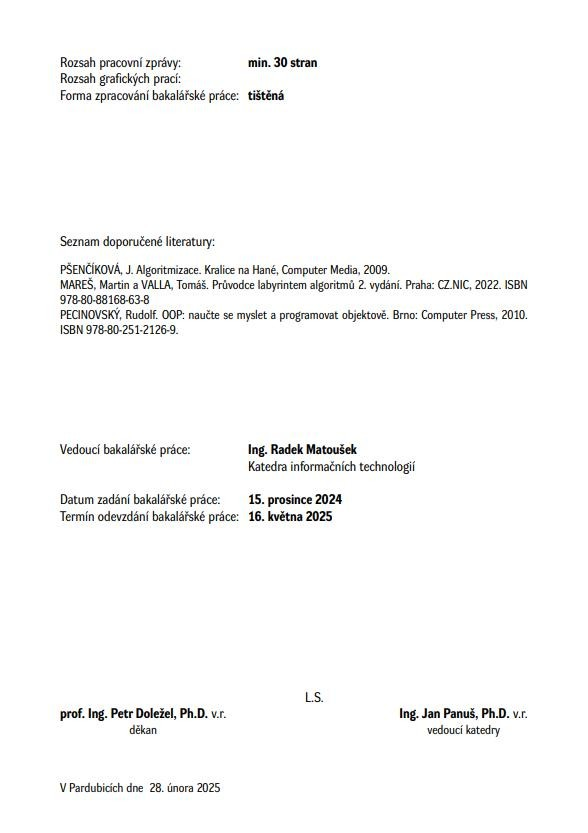 Rozsah pracovní zprávy: min. 30 stran
Rozsah grafických prací:
Forma zpracování bakalářské práce: tištěná
Seznam doporučené literatury:
PŠENČÍKOVÁ, J. Algoritmizace. Kralice na Hané, Computer Media, 2009.
MAREŠ, Martin a VALLA, Tomáš. Průvodce labyrintem algoritmů 2. vydání. Praha: CZ.NIC, 2022. ISBN
978-80-88168-63-8
PECINOVSKÝ, Rudolf. OOP: naučte se myslet a programovat objektově. Brno: Computer Press, 2010.
ISBN 978-80-251-2126-9.
Vedoucí bakalářské práce: Ing. Radek Matoušek
Katedra informačních technologií
Datum zadání bakalářské práce: 15. prosince 2024
Termín odevzdání bakalářské práce: 16. května 2025
L.S.
prof. Ing. Petr Doležel, Ph.D. v.r. Ing. Jan Panuš, Ph.D. v.r.
děkan vedoucí katedry
V Pardubicích dne 28. února 2025